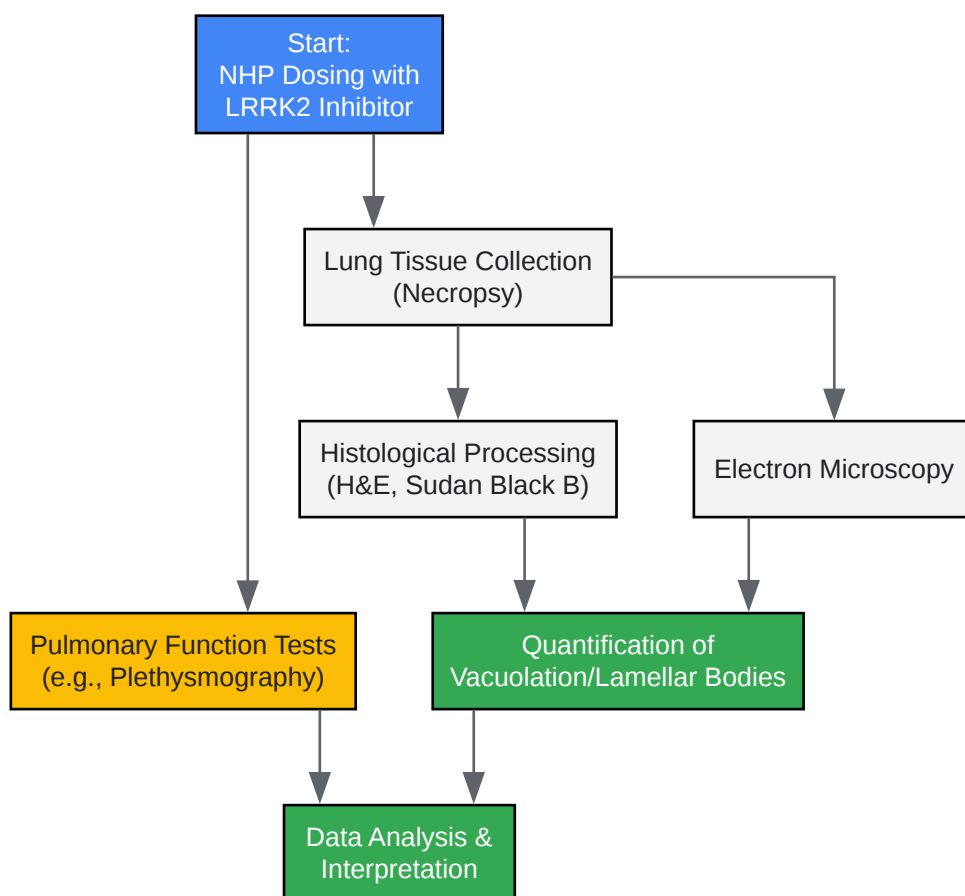 Start:
NHP Dosing with
LRRK2 Inhibitor
Lung Tissue Collection
(Necropsy)
Histological Processing
(H&E, Sudan Black B)
Electron Microscopy
Pulmonary Function Tests
(e.g., Plethysmography)
Quantification of
Vacuolation/Lamellar Bodies
Data Analysis &
Interpretation